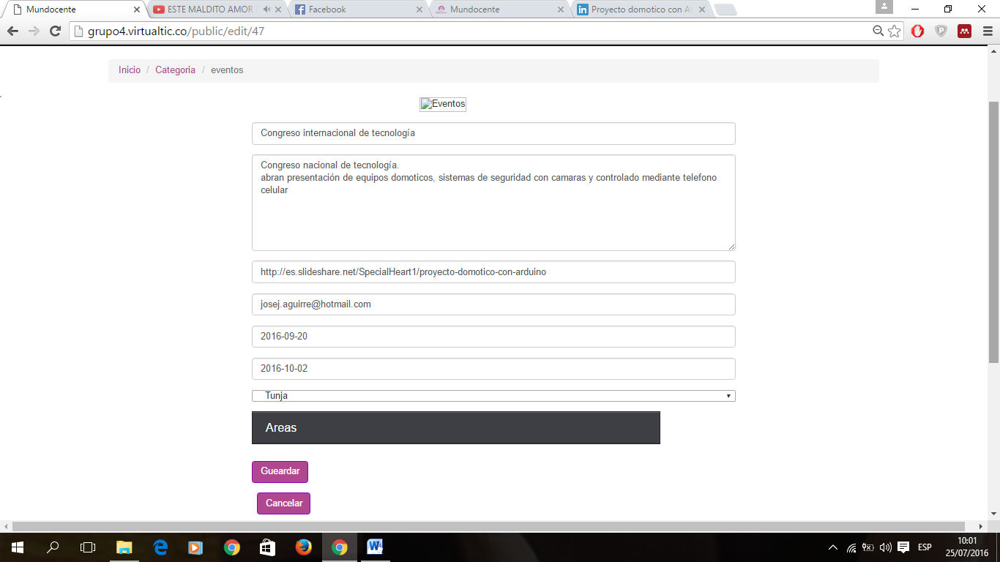 Mundocente
ESTE MALDITO AMOR
Facebook
Mundocente
Proyecto domotico con A
grupo4.virtualtic.co/public/edit/47
Inicio / Categoria / eventos
Eventos
Congreso internacional de tecnología
Congreso nacional de tecnología.
abran presentación de equipos domoticos, sistemas de seguridad con camaras y controlado mediante telefono
celular
http://es.slideshare.net/SpecialHeart1/proyecto-domotico-con-arduino
josej.aguirre@hotmail.com
2016-09-20
2016-10-02
Tunja
Areas
Gueardar
Cancelar
ESP
10:01
25/07/2016